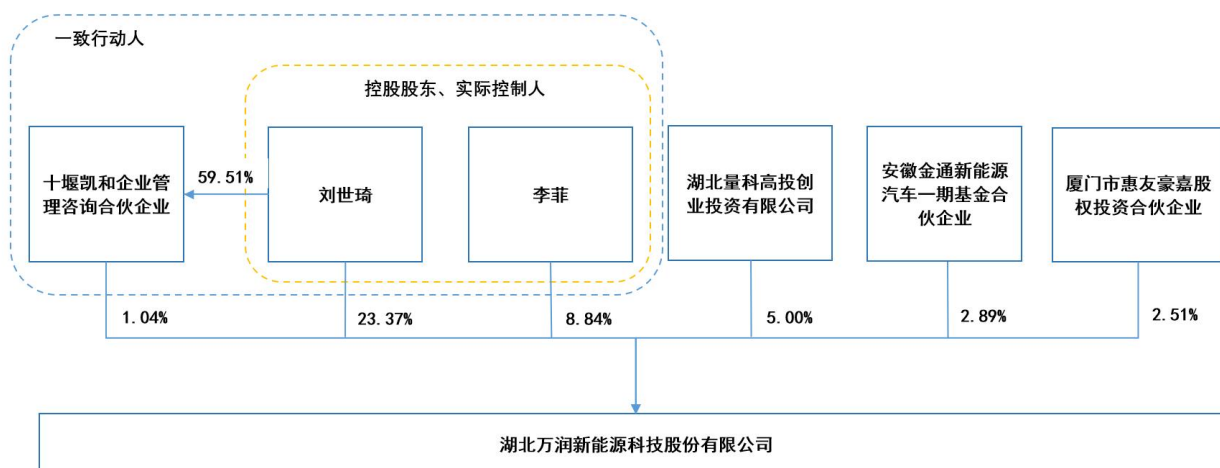 一致行动人
控股股东、实际控制人
十堰凯和企业管
理咨询合伙企业
59.51%
刘世琦
李菲
湖北量科高投创
业投资有限公司
安徽金通新能源
汽车一期基金合
伙企业
厦门市惠友豪嘉股
权投资合伙企业
1.04%
23.37%
8.84%
5.00%
2.89%
2.51%
湖北万润新能源科技股份有限公司